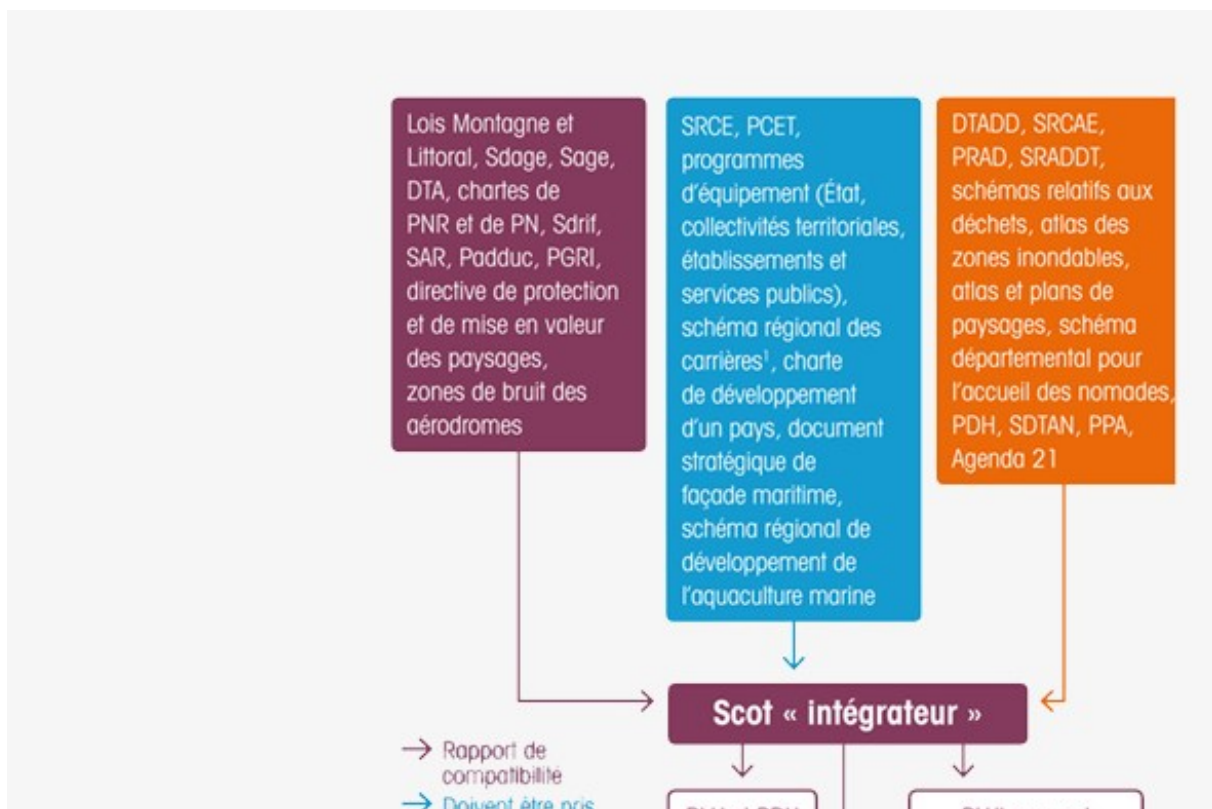 Lois Montagne et
Littoral, Sdage, Sage,
DTA, chartes de
PNR et de PN, Sdrif,
SAR, Padduc, PGRI,
directive de protection
et de mise en valeur
des paysages,
zones de bruit des
aérodromes
SRCE, PCET,
programmes
d'équipement (État,
collectivités territoriales,
établissements et
services publics),
schéma régional des
carrières¹, charte
de développement
d'un pays, document
stratégique de
façade maritime,
schéma régional de
développement de
l'aquaculture marine
DTADD, SRCAE,
PRAD, SRADDT,
schémas relatifs aux
déchets, atlas des
zones inondables,
atlas et plans de
paysages, schéma
départemental pour
l'accueil des nomades,
PDH, SDTAN, PPA,
Agenda 21
Scot « intégrateur »
Rapport de
compatibilité
Doivent être pris